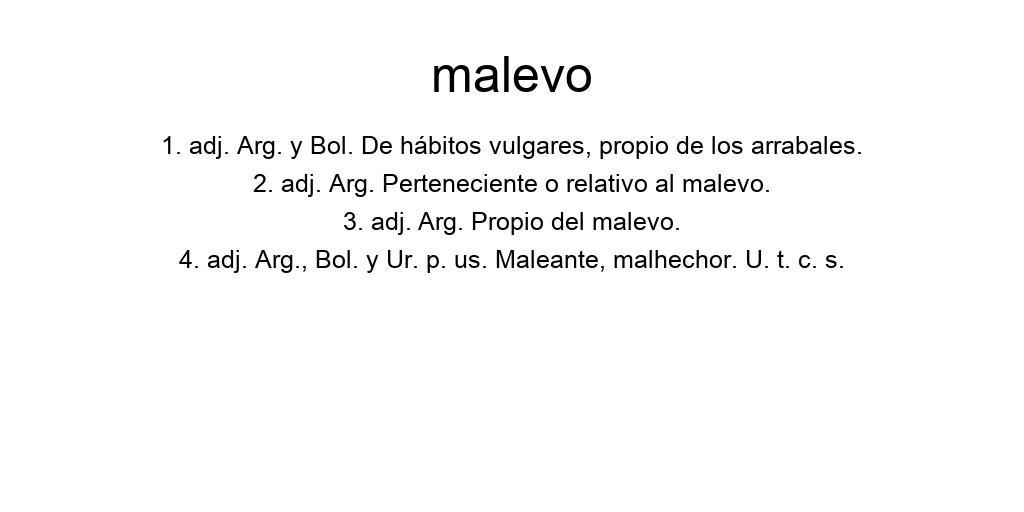 malevo
1. adj. Arg. y Bol. De hábitos vulgares, propio de los arrabales.
2. adj. Arg. Perteneciente o relativo al malevo.
3. adj. Arg. Propio del malevo.
4. adj. Arg., Bol. y Ur. p. us. Maleante, malhechor. U. t. c. s.